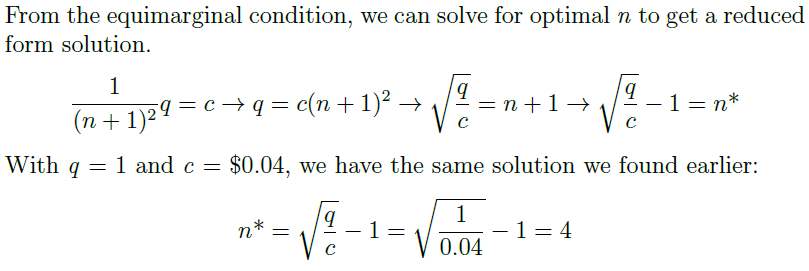 From the equimarginal condition, we can solve for optimal n to get a reduced
form solution.
1/(n + 1)² q = c → q = c(n + 1)² → √(q/c) = n + 1 → √(q/c) − 1 = n*
With q = 1 and c = $0.04, we have the same solution we found earlier:
n* = √(q/c) − 1 = √(1/0.04) − 1 = 4